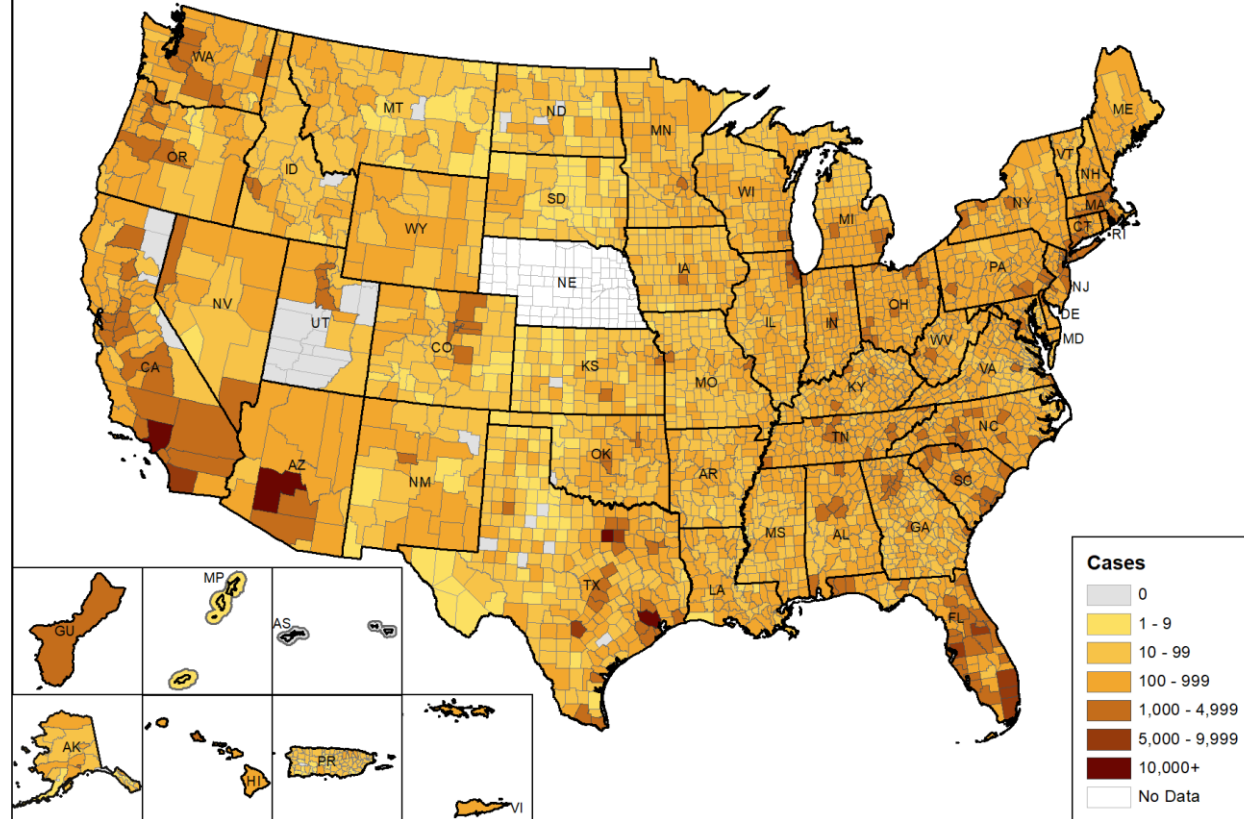 WA
MT
ND
MN
ME
OR
ID
SD
WI
VT
NH
WY
MI
NY
MA
CT
RI
NE
IA
PA
NJ
NV
UT
CO
IL
IN
OH
DE
MD
CA
KS
MO
WV
VA
KY
AZ
NM
OK
AR
TN
NC
SC
MS
AL
GA
TX
LA
FL
MP
GU
AS
AK
HI
PR
VI
Cases
0
1 - 9
10 - 99
100 - 999
1,000 - 4,999
5,000 - 9,999
10,000+
No Data